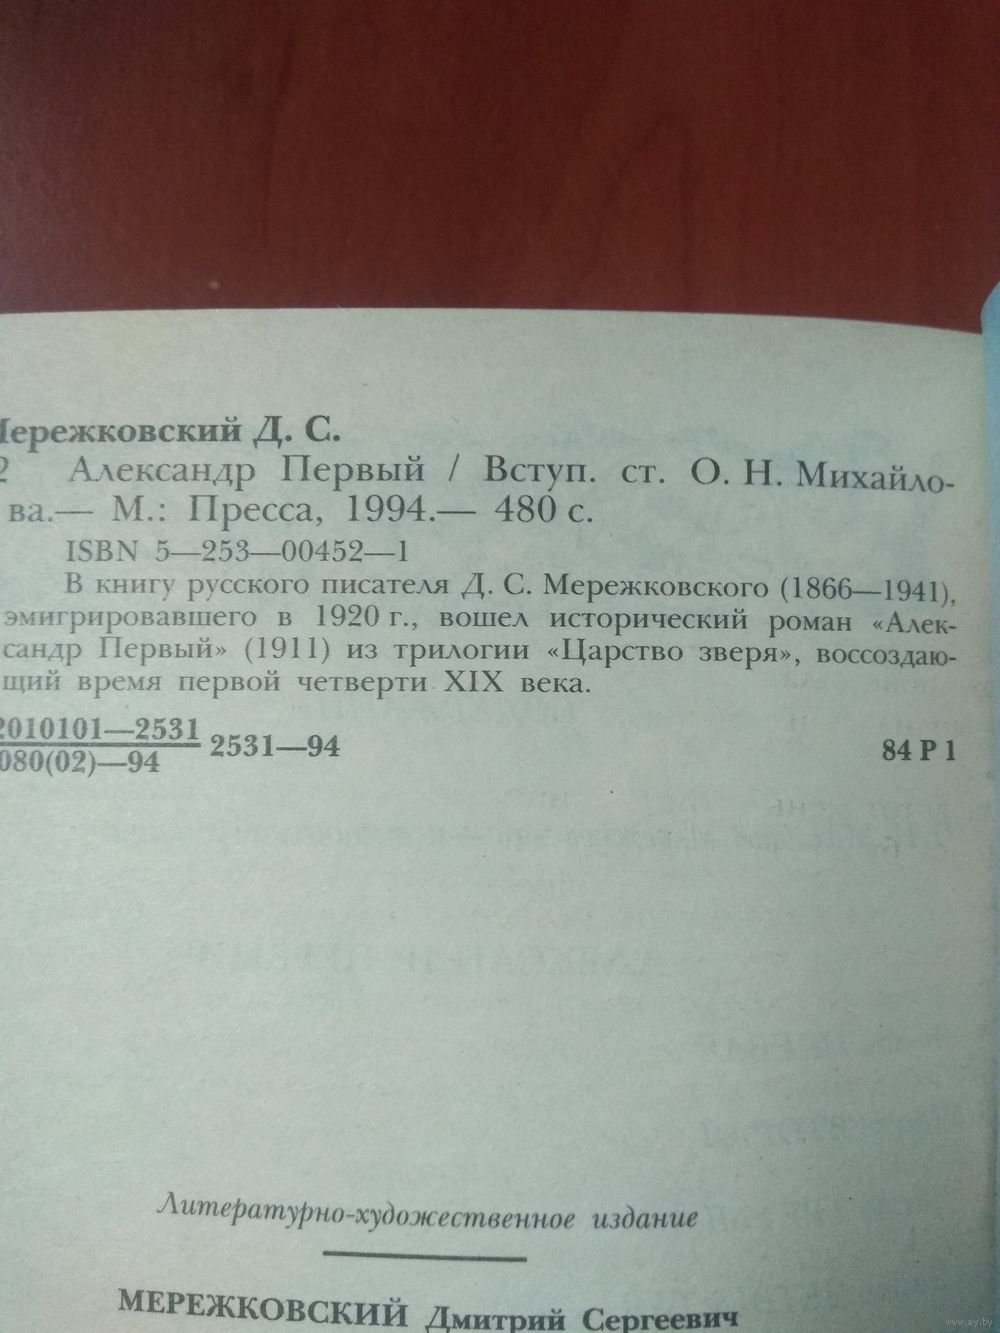 Мережковский Д. С.
2 Александр Первый / Вступ. ст. О. Н. Михайло-
ва.— М.: Пресса, 1994.— 480 с.
ISBN 5—253—00452—1
В книгу русского писателя Д. С. Мережковского (1866—1941),
эмигрировавшего в 1920 г., вошел исторический роман «Алек-
сандр Первый» (1911) из трилогии «Царство зверя», воссоздаю-
щий время первой четверти XIX века.
2010101—2531
080(02)—94
2531—94
84 Р 1
Литературно-художественное издание
МЕРЕЖКОВСКИЙ Дмитрий Сергеевич
www.ay.by